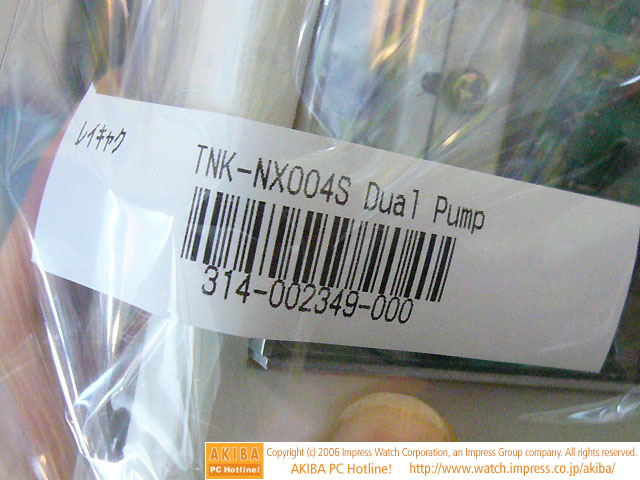 レイキャク
TNK-NX004S Dual Pump
314-002349-000
AKIBA
PC Hotline!
Copyright (c) 2006 Impress Watch Corporation, an Impress Group company. All rights reserved.
AKIBA PC Hotline! http://www.watch.impress.co.jp/akiba/